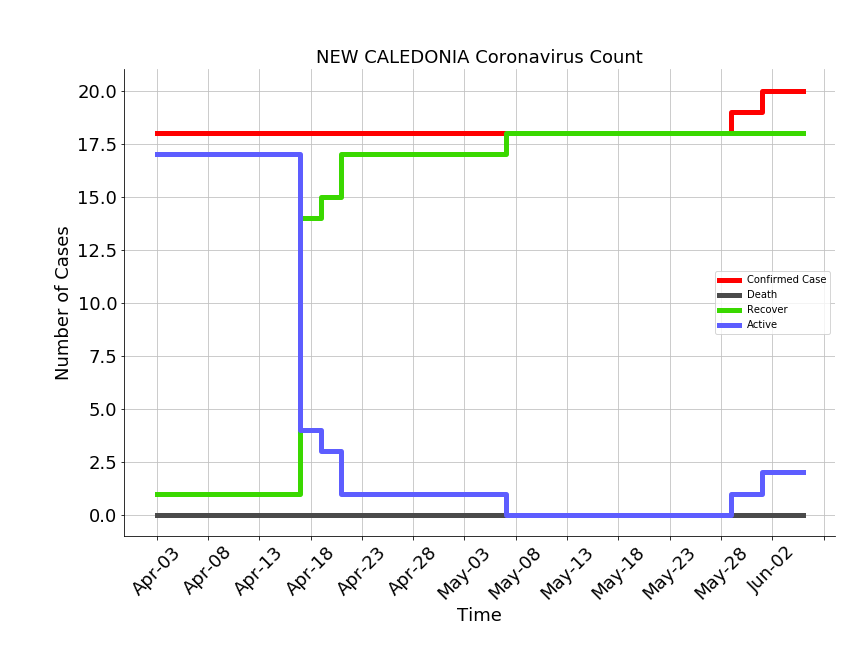 NEW CALEDONIA Coronavirus Count
Number of Cases
20.0
17.5
15.0
12.5
10.0
7.5
5.0
2.5
0.0
Confirmed Case
Death
Recover
Active
Apr-03
Apr-08
Apr-13
Apr-18
Apr-23
Apr-28
May-03
May-08
May-13
May-18
May-23
May-28
Jun-02
Time